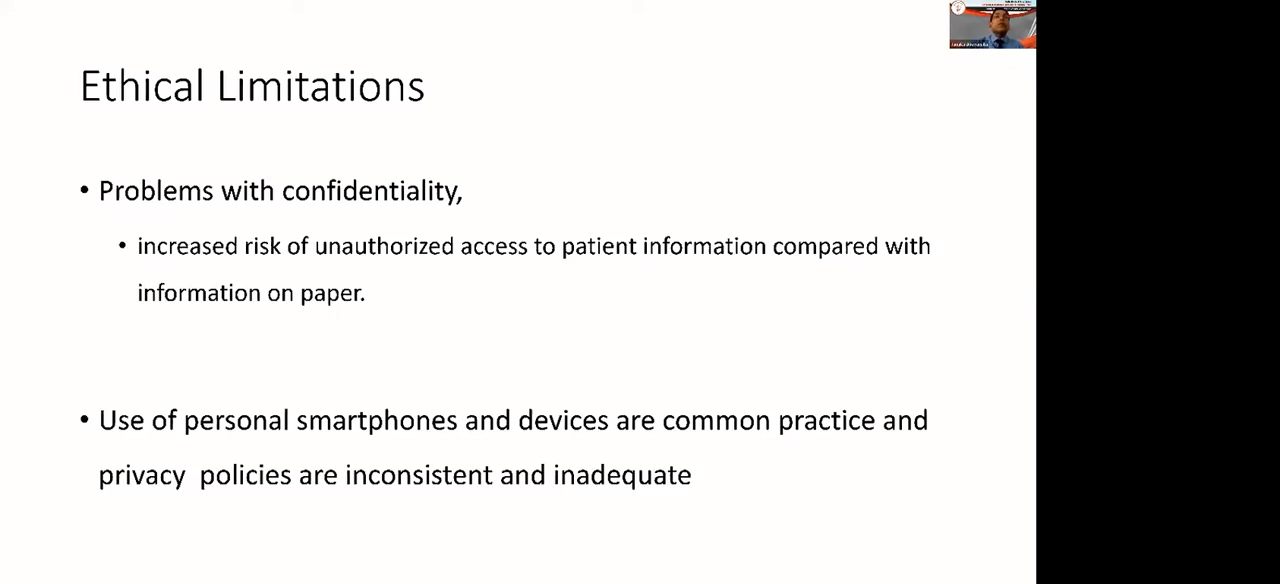 Ethical Limitations
• Problems with confidentiality,
• increased risk of unauthorized access to patient information compared with
information on paper.
• Use of personal smartphones and devices are common practice and
privacy policies are inconsistent and inadequate